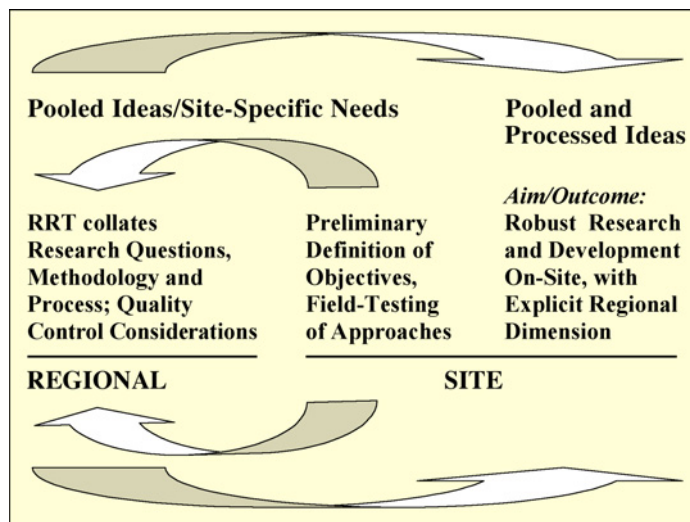 Pooled Ideas/Site-Specific Needs
Pooled and
Processed Ideas
RRT collates
Research Questions,
Methodology and
Process; Quality
Control Considerations
Preliminary
Definition of
Objectives,
Field-Testing
of Approaches
Aim/Outcome:
Robust Research
and Development
On-Site, with
Explicit Regional
Dimension
REGIONAL
SITE